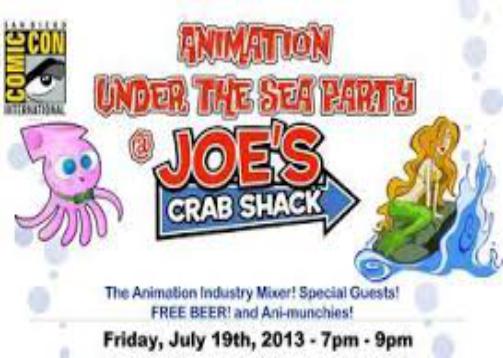 SAN DIEGO
COMIC CON
INTERNATIONAL
ANIMATION
UNDER THE SEA PARTY
@ JOE'S
CRAB SHACK
The Animation Industry Mixer! Special Guests!
FREE BEER! and Ani-munchies!
Friday, July 19th, 2013 - 7pm - 9pm